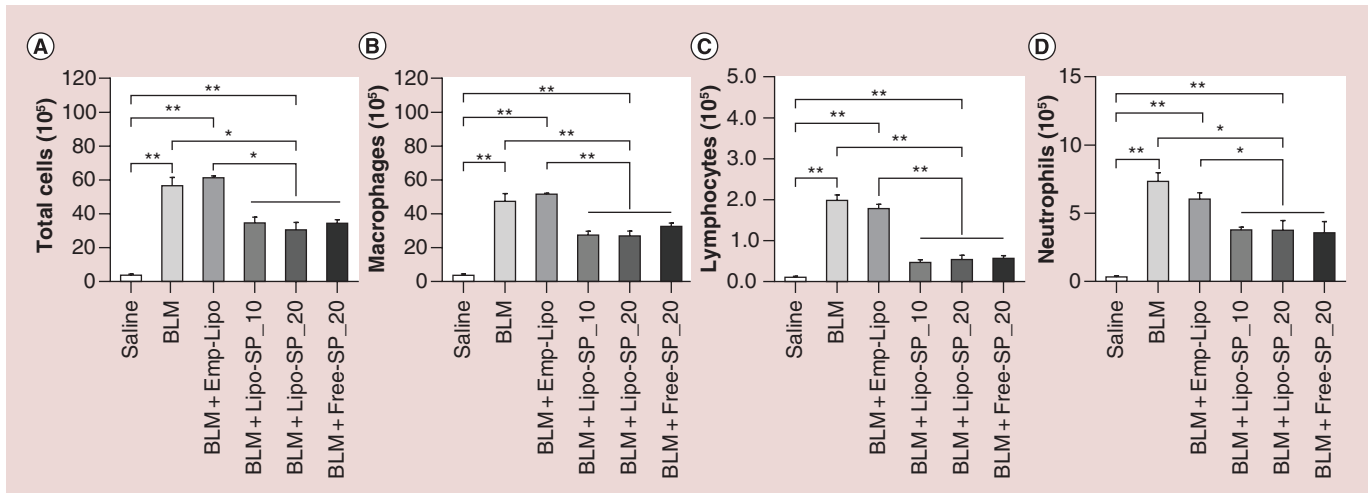 A
Total cells (10⁵)
120
100
80
60
40
20
0
**
**
*
**
*
Saline
BLM
BLM + Emp-Lipo
BLM + Lipo-SP_10
BLM + Lipo-SP_20
BLM + Free-SP_20
B
Macrophages (10⁵)
120
100
80
60
40
20
0
**
**
**
**
**
Saline
BLM
BLM + Emp-Lipo
BLM + Lipo-SP_10
BLM + Lipo-SP_20
BLM + Free-SP_20
C
Lymphocytes (10⁵)
5.0
4.0
3.0
2.0
1.0
0.0
**
**
**
**
**
Saline
BLM
BLM + Emp-Lipo
BLM + Lipo-SP_10
BLM + Lipo-SP_20
BLM + Free-SP_20
D
Neutrophils (10⁵)
15
10
5
0
**
**
*
**
*
Saline
BLM
BLM + Emp-Lipo
BLM + Lipo-SP_10
BLM + Lipo-SP_20
BLM + Free-SP_20